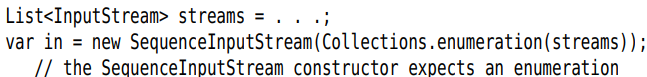 List<InputStream> streams = . . .;
var in = new SequenceInputStream(Collections.enumeration(streams));
// the SequenceInputStream constructor expects an enumeration